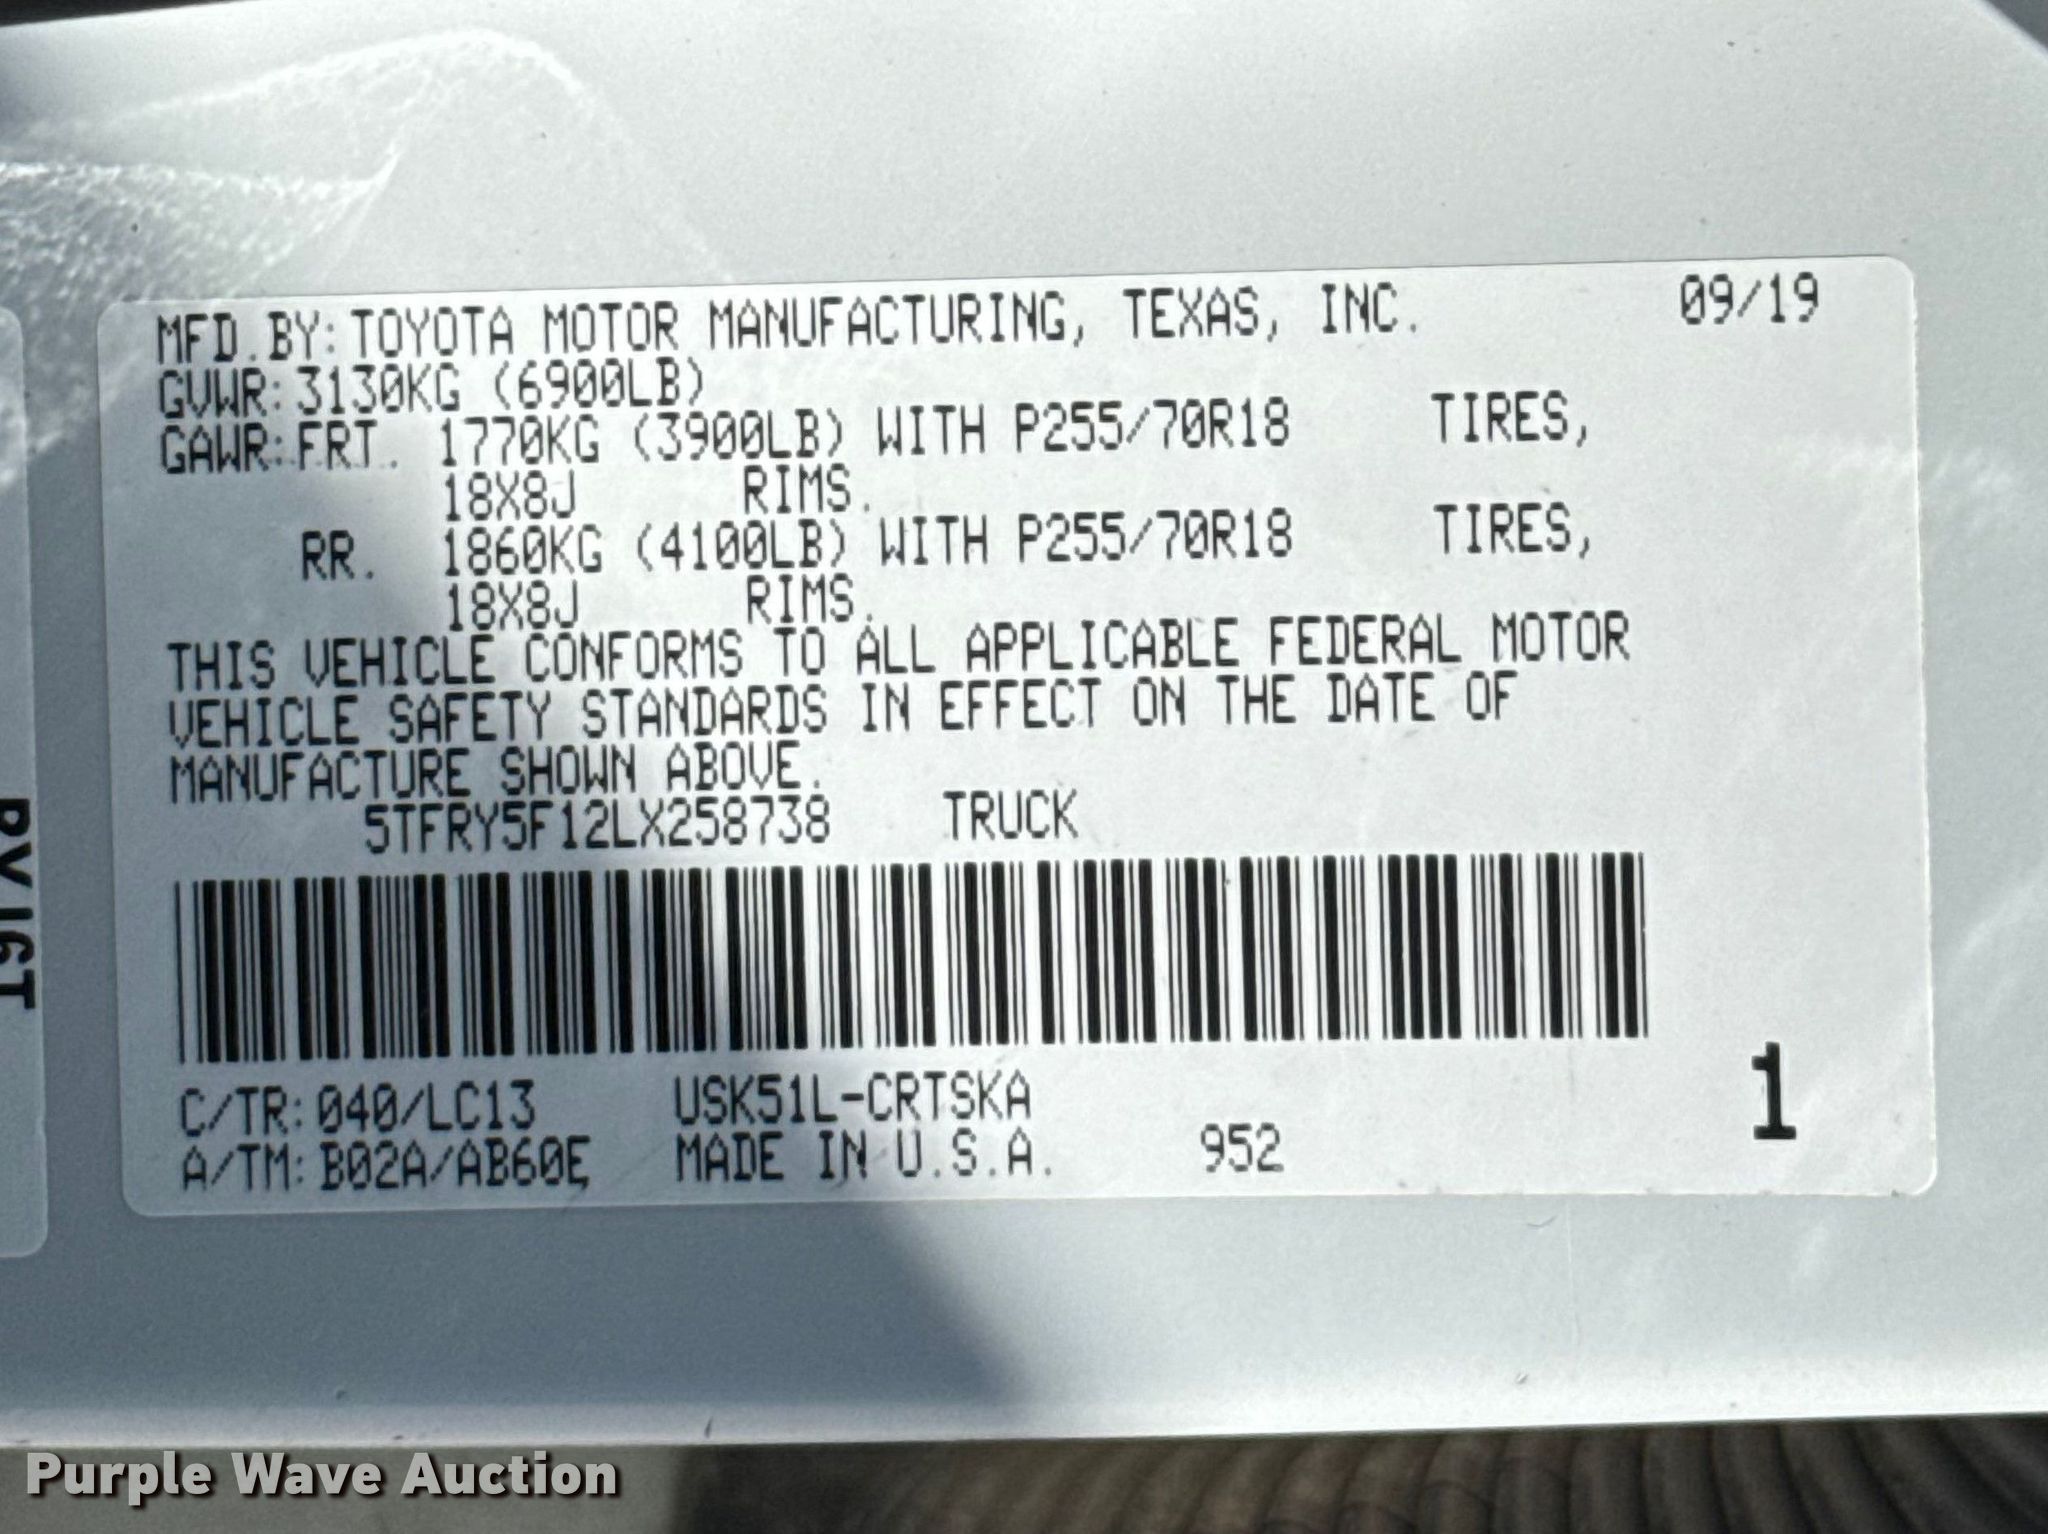 MFD.BY:TOYOTA MOTOR MANUFACTURING, TEXAS, INC. 09/19
GVWR:3130KG (6900LB)
GAWR:FRT. 1770KG (3900LB) WITH P255/70R18 TIRES,
18X8J RIMS.
RR. 1860KG (4100LB) WITH P255/70R18 TIRES,
18X8J RIMS.
THIS VEHICLE CONFORMS TO ALL APPLICABLE FEDERAL MOTOR
VEHICLE SAFETY STANDARDS IN EFFECT ON THE DATE OF
MANUFACTURE SHOWN ABOVE.
5TFRY5F12LX258738 TRUCK
C/TR:040/LC13 USK51L-CRTSKA
A/TM:B02A/AB60E MADE IN U.S.A. 952
1
Purple Wave Auction